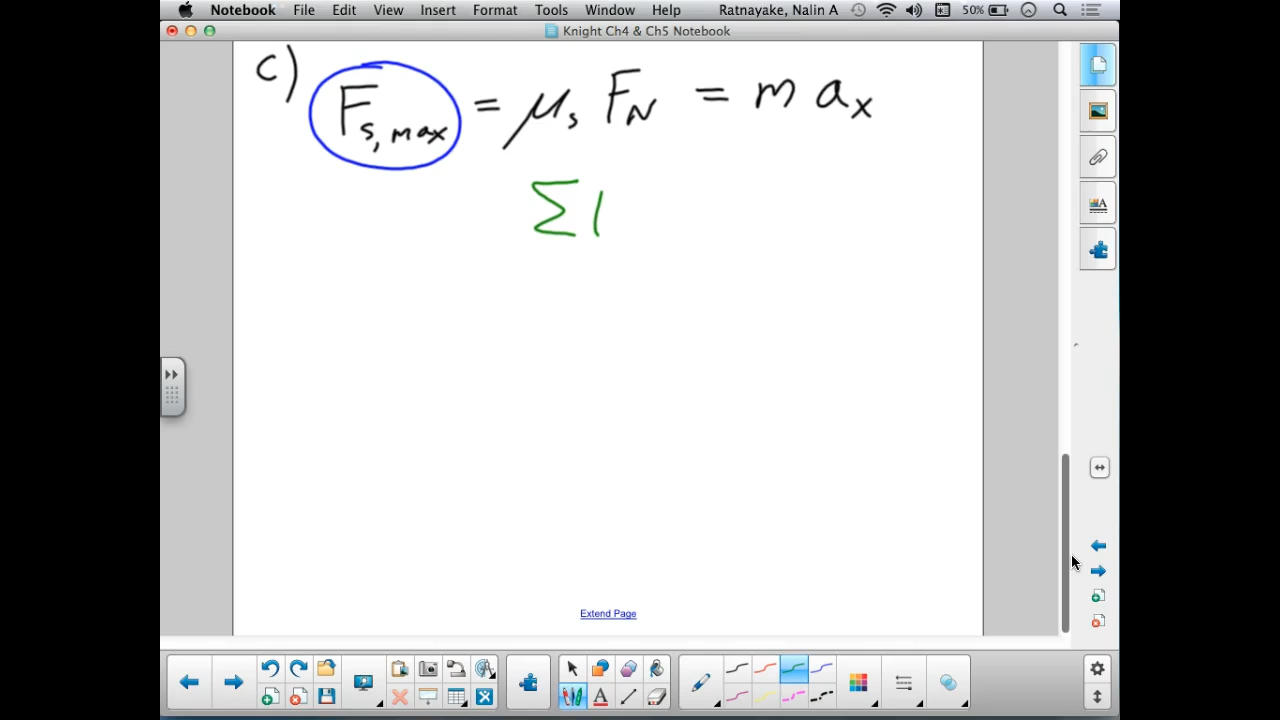 Notebook File Edit View Insert Format Tools Window Help Ratnayake, Nalin A 50%
Knight Ch4 & Ch5 Notebook
c) F_{s, max} = μ_s F_N = m a_x
Σ
Extend Page
A